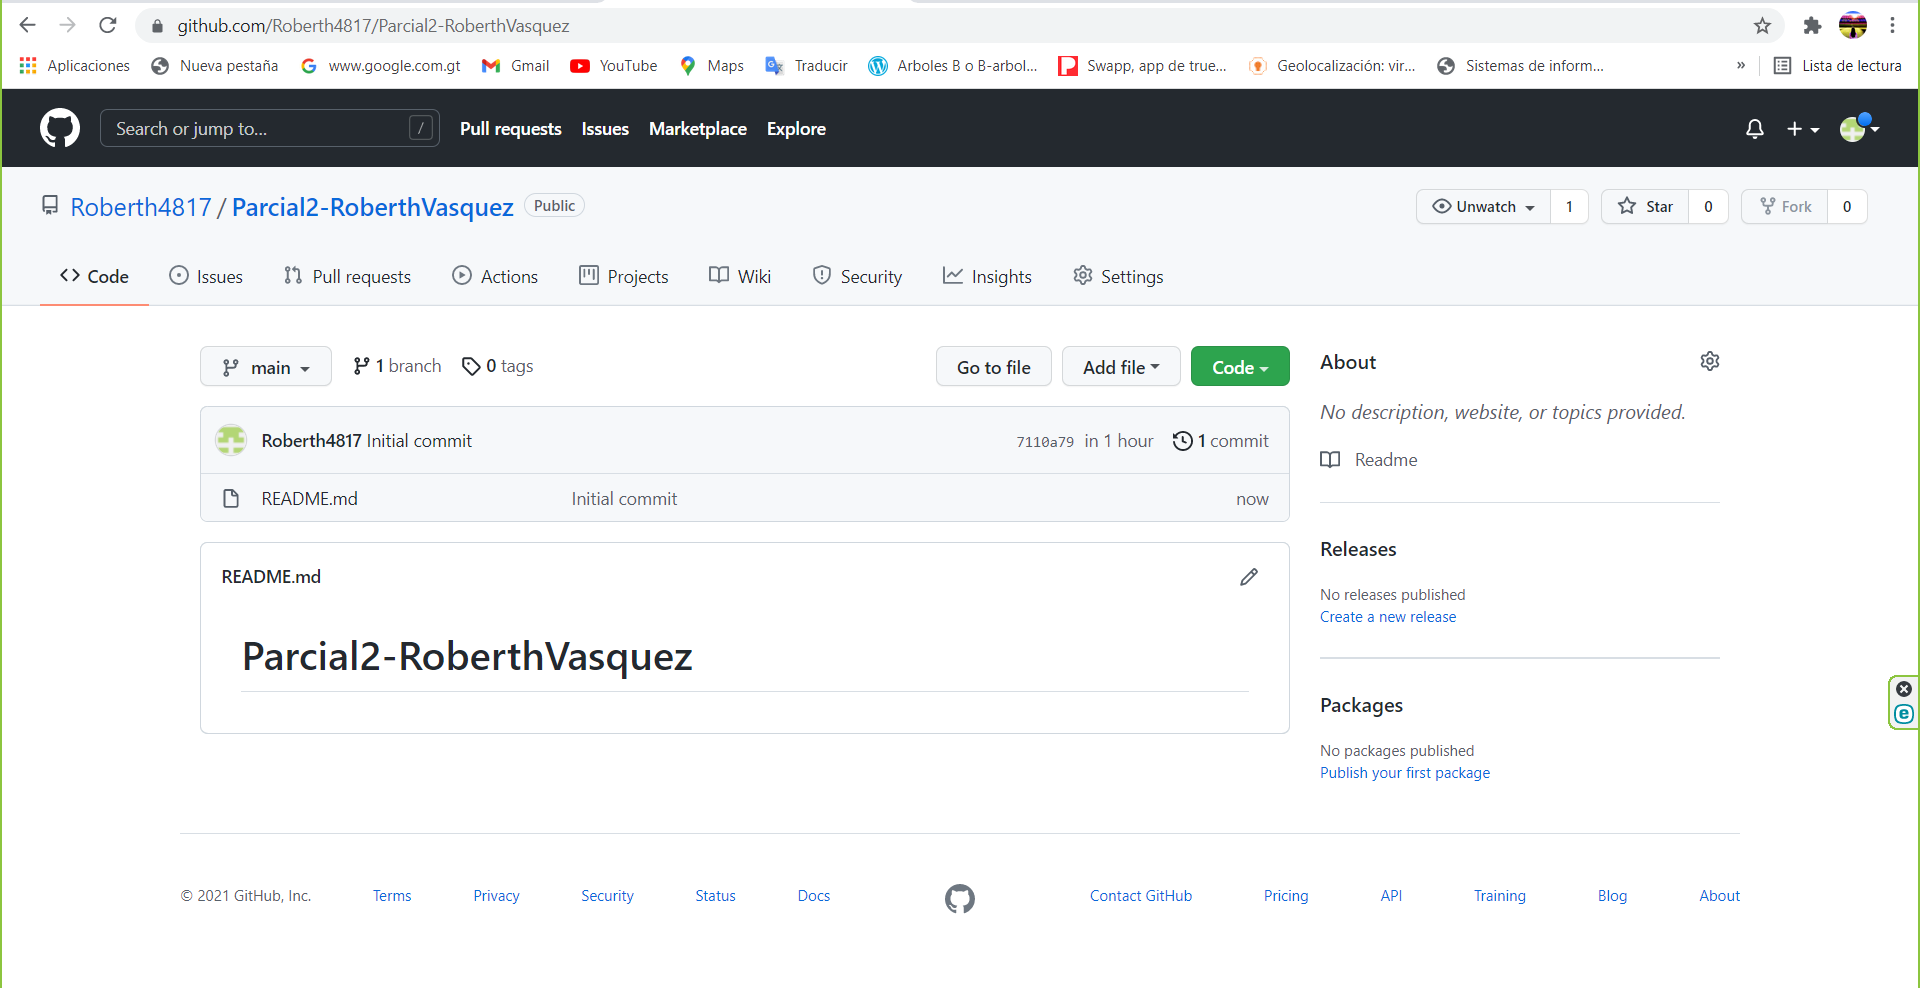 github.com/Roberth4817/Parcial2-RoberthVasquez
Aplicaciones Nueva pestaña www.google.com.gt Gmail YouTube Maps Traducir Arboles B o B-arbol... Swapp, app de true... Geolocalización: vir... Sistemas de inform... » Lista de lectura
Search or jump to... / Pull requests Issues Marketplace Explore
Roberth4817 / Parcial2-RoberthVasquez Public Unwatch 1 Star 0 Fork 0
Code Issues Pull requests Actions Projects Wiki Security Insights Settings
main 1 branch 0 tags Go to file Add file Code
Roberth4817 Initial commit 7110a79 in 1 hour 1 commit
README.md Initial commit now
README.md
Parcial2-RoberthVasquez
About
No description, website, or topics provided.
Readme
Releases
No releases published
Create a new release
Packages
No packages published
Publish your first package
© 2021 GitHub, Inc. Terms Privacy Security Status Docs Contact GitHub Pricing API Training Blog About